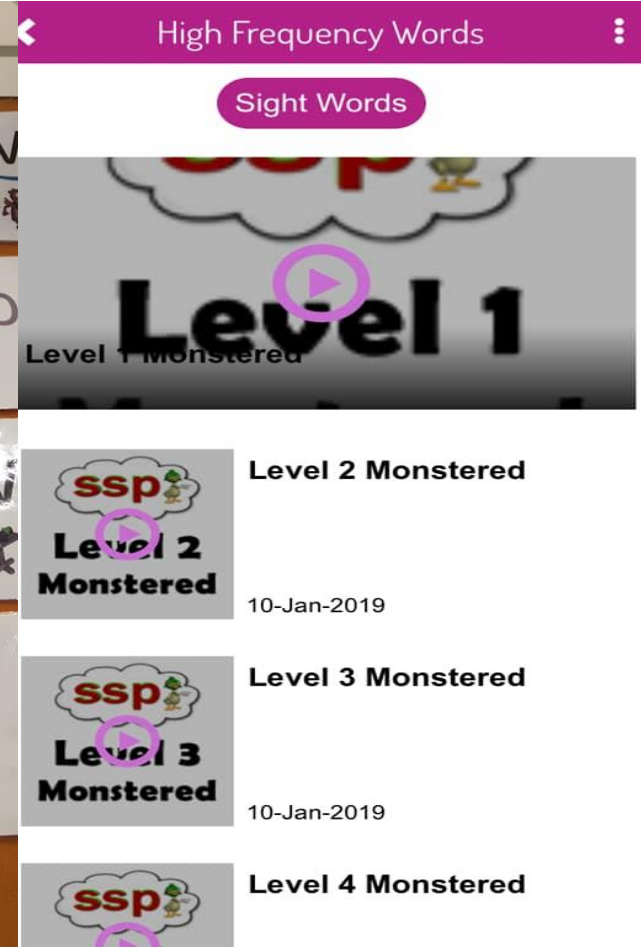 High Frequency Words
Sight Words
ssp
Level 1
Level 1 Monstered
ssp
Level 2
Monstered
Level 2 Monstered
10-Jan-2019
ssp
Level 3
Monstered
Level 3 Monstered
10-Jan-2019
ssp
Level 4 Monstered